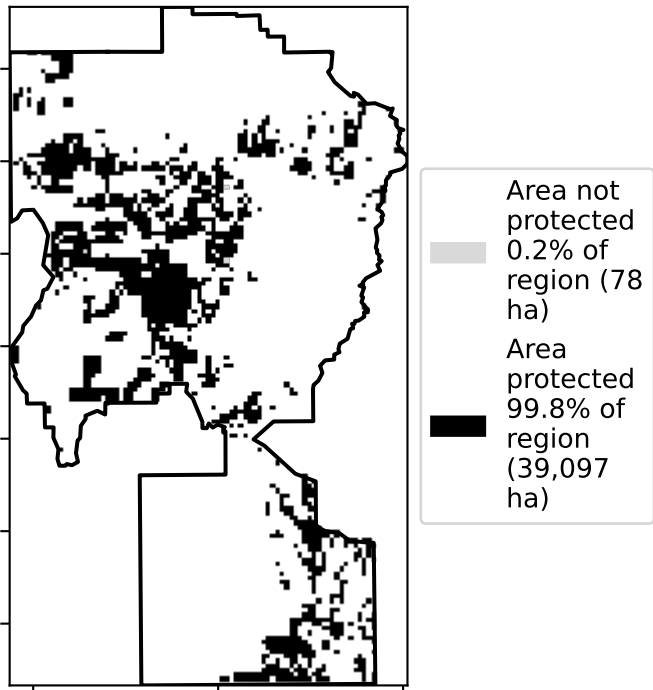 Area not
protected
0.2% of
region (78
ha)
Area
protected
99.8% of
region
(39,097
ha)